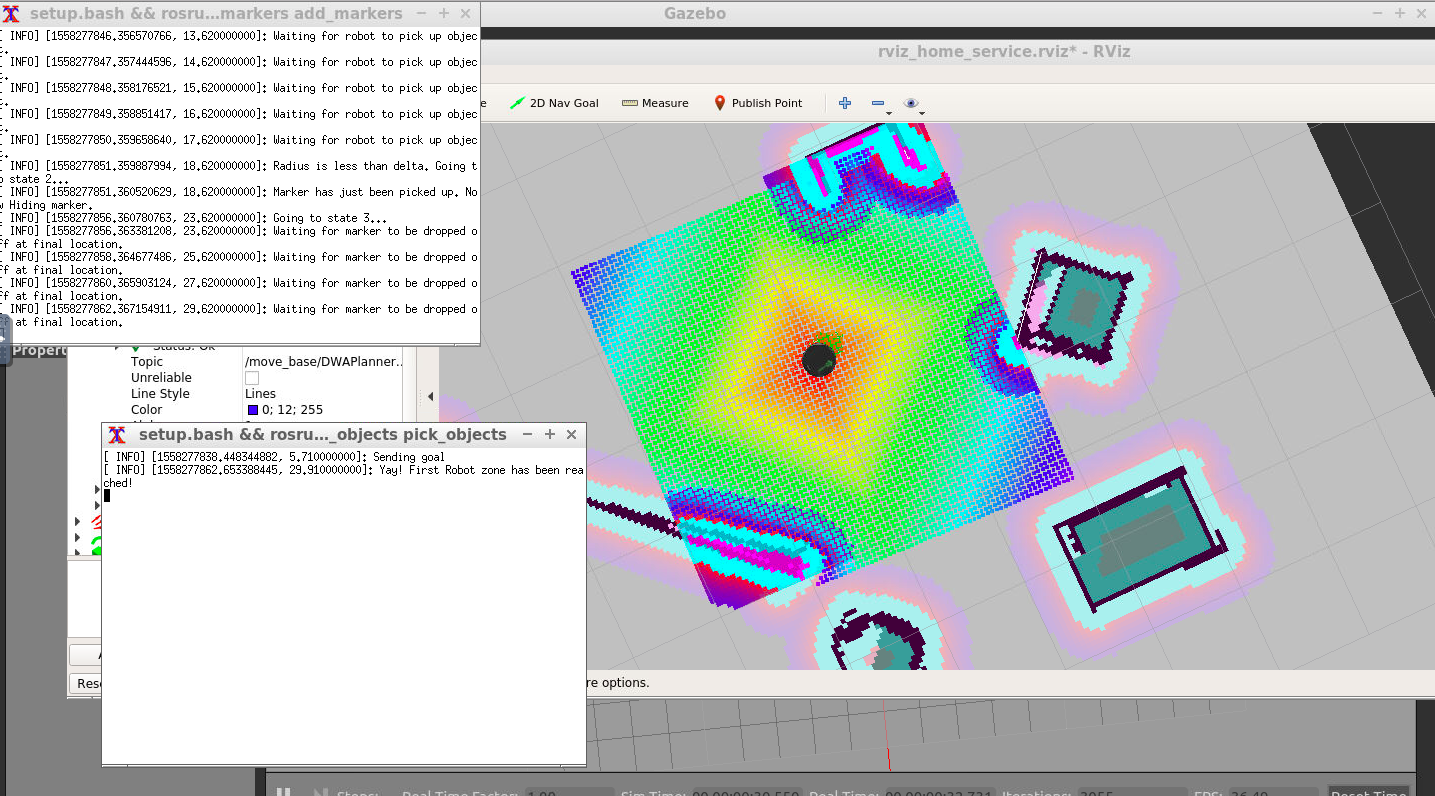 setup.bash && rosru...markers add_markers
Gazebo
[ INFO] [1558277846.356570766, 13.620000000]: Waiting for robot to pick up objec
t.
[ INFO] [1558277847.357444596, 14.620000000]: Waiting for robot to pick up objec
t.
[ INFO] [1558277848.358176521, 15.620000000]: Waiting for robot to pick up objec
t.
[ INFO] [1558277849.358851417, 16.620000000]: Waiting for robot to pick up objec
t.
[ INFO] [1558277850.359658640, 17.620000000]: Waiting for robot to pick up objec
t.
[ INFO] [1558277851.359887994, 18.620000000]: Radius is less than delta. Going t
o state 2...
[ INFO] [1558277851.360520629, 18.620000000]: Marker has just been picked up. No
w Hiding marker.
[ INFO] [1558277856.360780763, 23.620000000]: Going to state 3...
[ INFO] [1558277856.363381208, 23.620000000]: Waiting for marker to be dropped o
ff at final location.
[ INFO] [1558277858.364677486, 25.620000000]: Waiting for marker to be dropped o
ff at final location.
[ INFO] [1558277860.365903124, 27.620000000]: Waiting for marker to be dropped o
ff at final location.
[ INFO] [1558277862.367154911, 29.620000000]: Waiting for marker to be dropped o
ff at final location.
rviz_home_service.rviz* - RViz
2D Nav Goal Measure Publish Point
Propert
Status: Ok
Topic /move_base/DWAPlanner..
Unreliable
Line Style Lines
Color 0; 12; 255
setup.bash && rosru..._objects pick_objects
[ INFO] [1558277838.448344882, 5.710000000]: Sending goal
[ INFO] [1558277862.653388445, 29.910000000]: Yay! First Robot zone has been rea
ched!
Rese
re options.
Steps: Real Time Factor: 1.00 Sim Time: 00 00:00:30.559 Real Time: 00 00:00:32.731 Iterations: 3055 FPS: 36.40 Reset Time